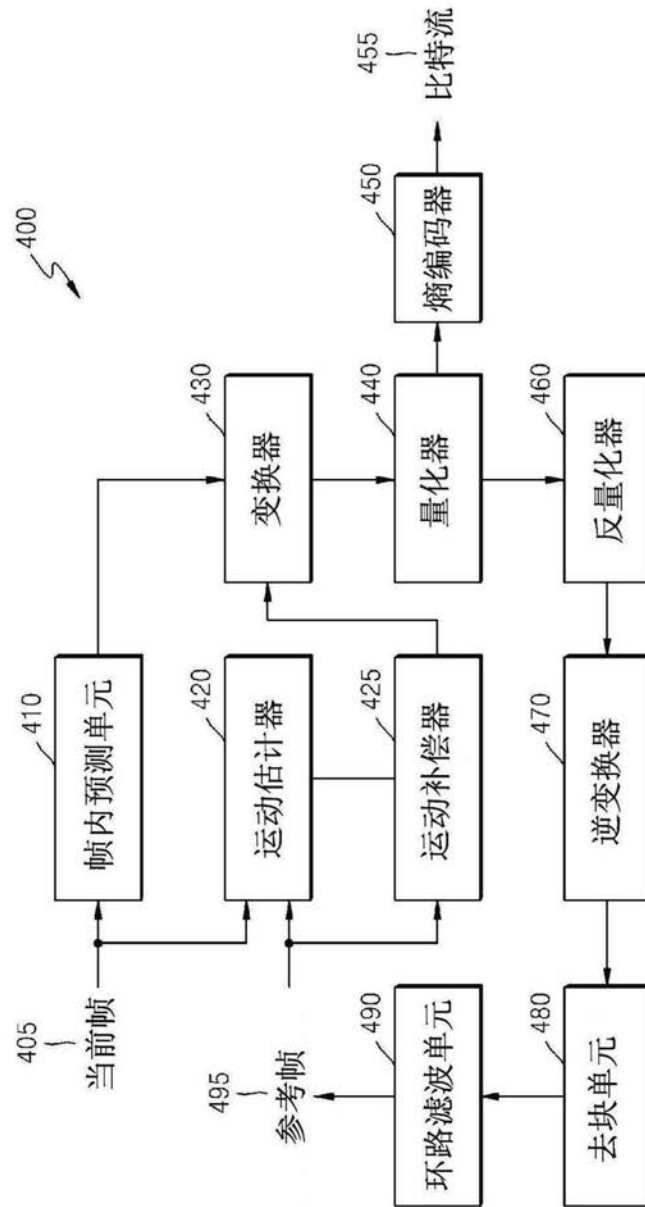 400
405
当前帧
410
帧内预测单元
495
参考帧
420
运动估计器
430
变换器
490
环路滤波单元
425
运动补偿器
440
量化器
450
熵编码器
455
比特流
480
去块单元
470
逆变换器
460
反量化器